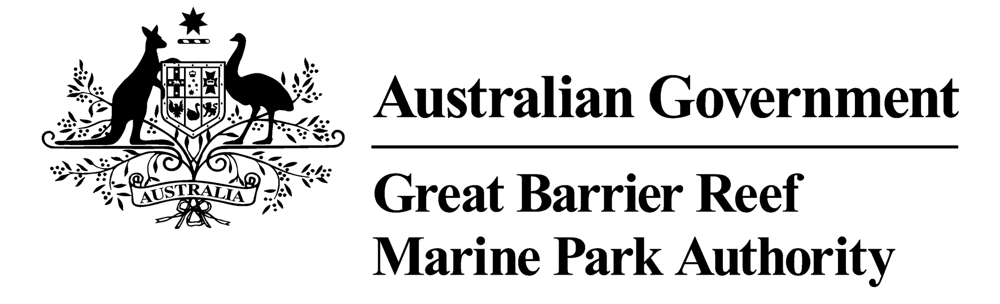 AUSTRALIA
Australian Government
Great Barrier Reef
Marine Park Authority